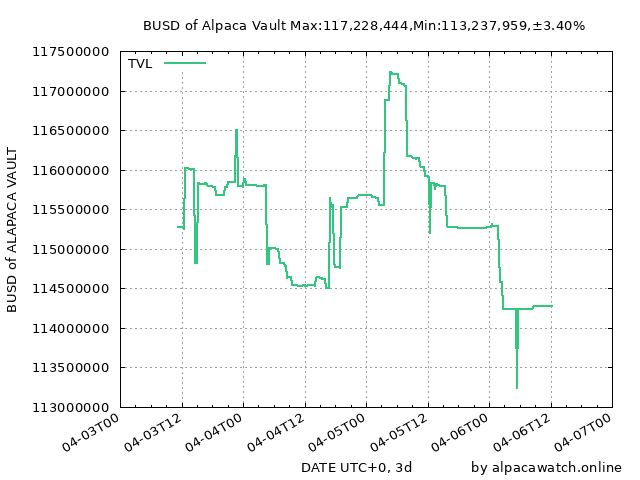 BUSD of Alpaca Vault Max:117,228,444,Min:113,237,959,±3.40%
TVL
117500000
117000000
116500000
116000000
115500000
115000000
114500000
114000000
113500000
113000000
BUSD of ALAPACA VAULT
04-03T00
04-03T12
04-04T00
04-04T12
04-05T00
04-05T12
04-06T00
04-06T12
04-07T00
DATE UTC+0, 3d
by alpacawatch.online